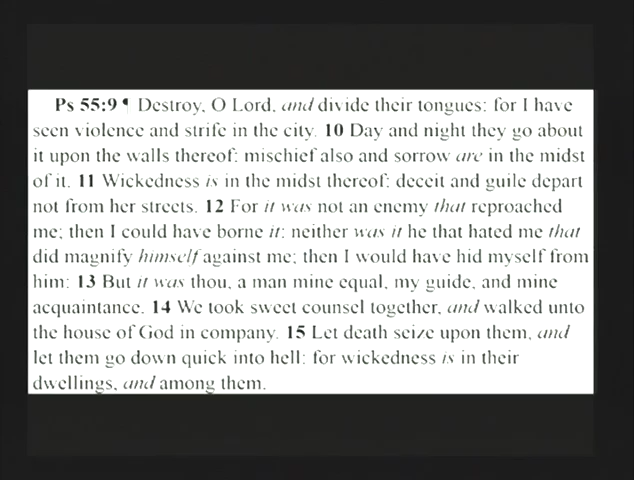 Ps 55:9 ¶ Destroy, O Lord, and divide their tongues: for I have
seen violence and strife in the city. 10 Day and night they go about
it upon the walls thereof: mischief also and sorrow are in the midst
of it. 11 Wickedness is in the midst thereof: deceit and guile depart
not from her streets. 12 For it was not an enemy that reproached
me; then I could have borne it: neither was it he that hated me that
did magnify himself against me; then I would have hid myself from
him: 13 But it was thou, a man mine equal, my guide, and mine
acquaintance. 14 We took sweet counsel together, and walked unto
the house of God in company. 15 Let death seize upon them, and
let them go down quick into hell: for wickedness is in their
dwellings, and among them.